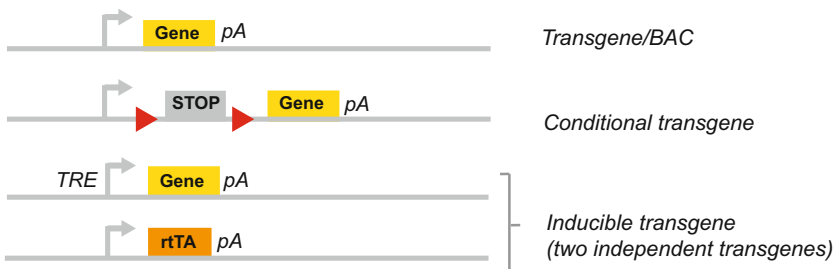 Gene pA Transgene/BAC
STOP Gene pA Conditional transgene
TRE Gene pA
rtTA pA Inducible transgene
(two independent transgenes)